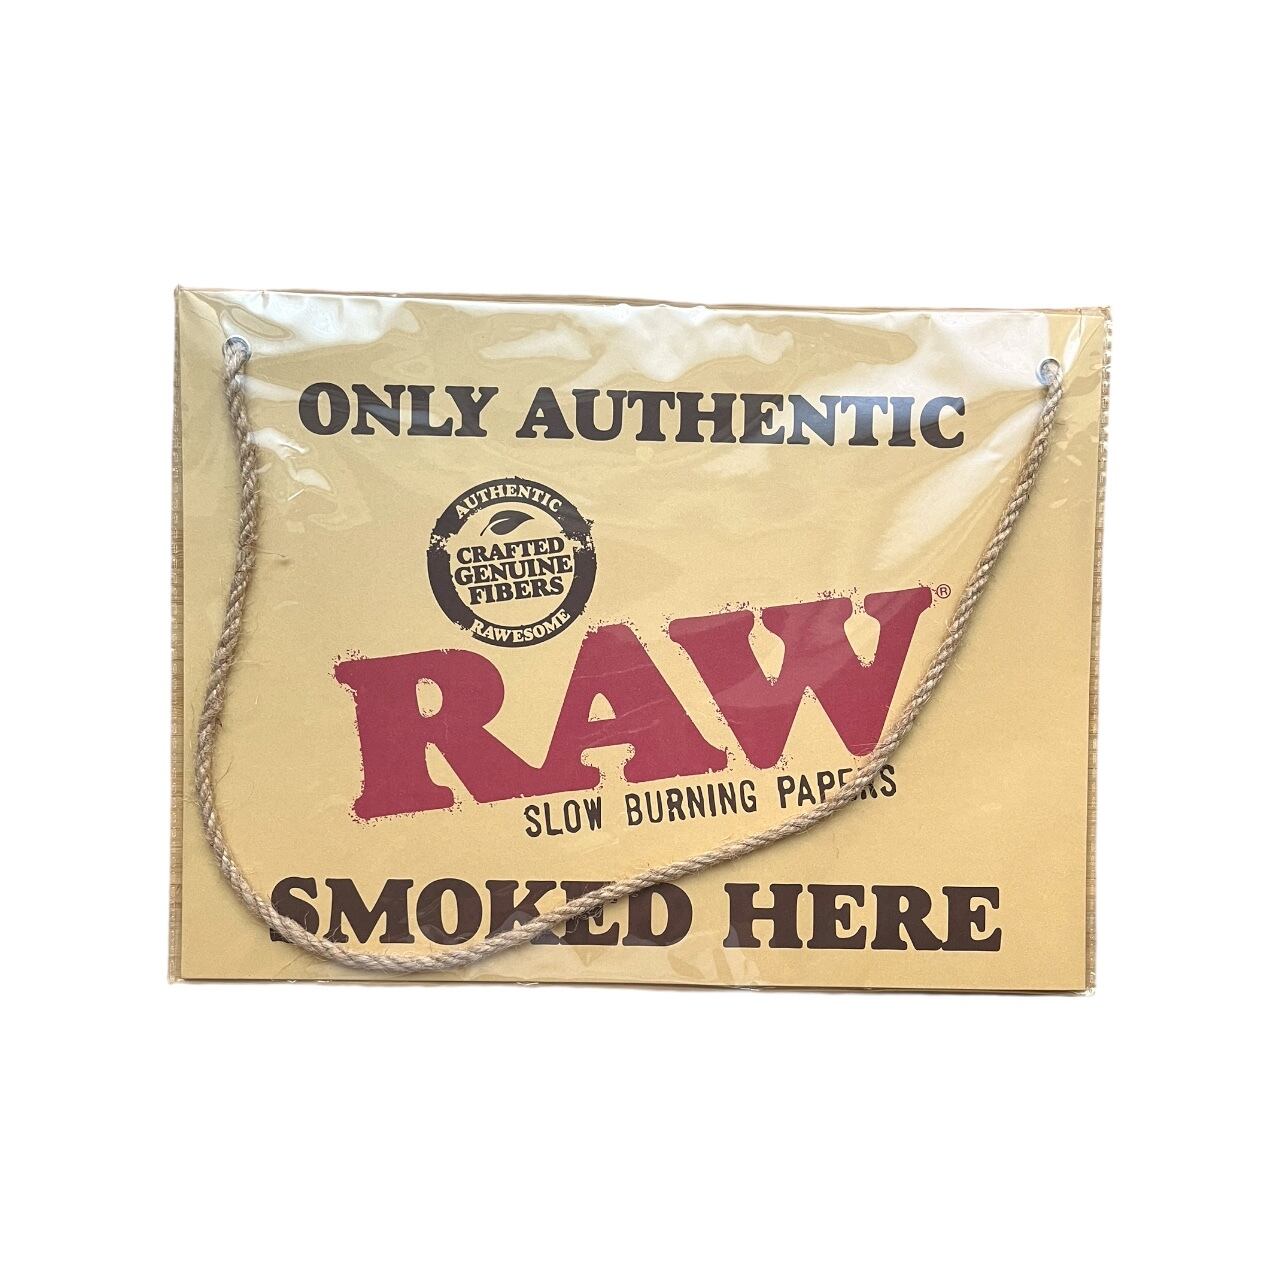 ONLY AUTHENTIC
AUTHENTIC
CRAFTED
GENUINE
FIBERS
RAWESOME
RAW®
SLOW BURNING PAPERS
SMOKED HERE